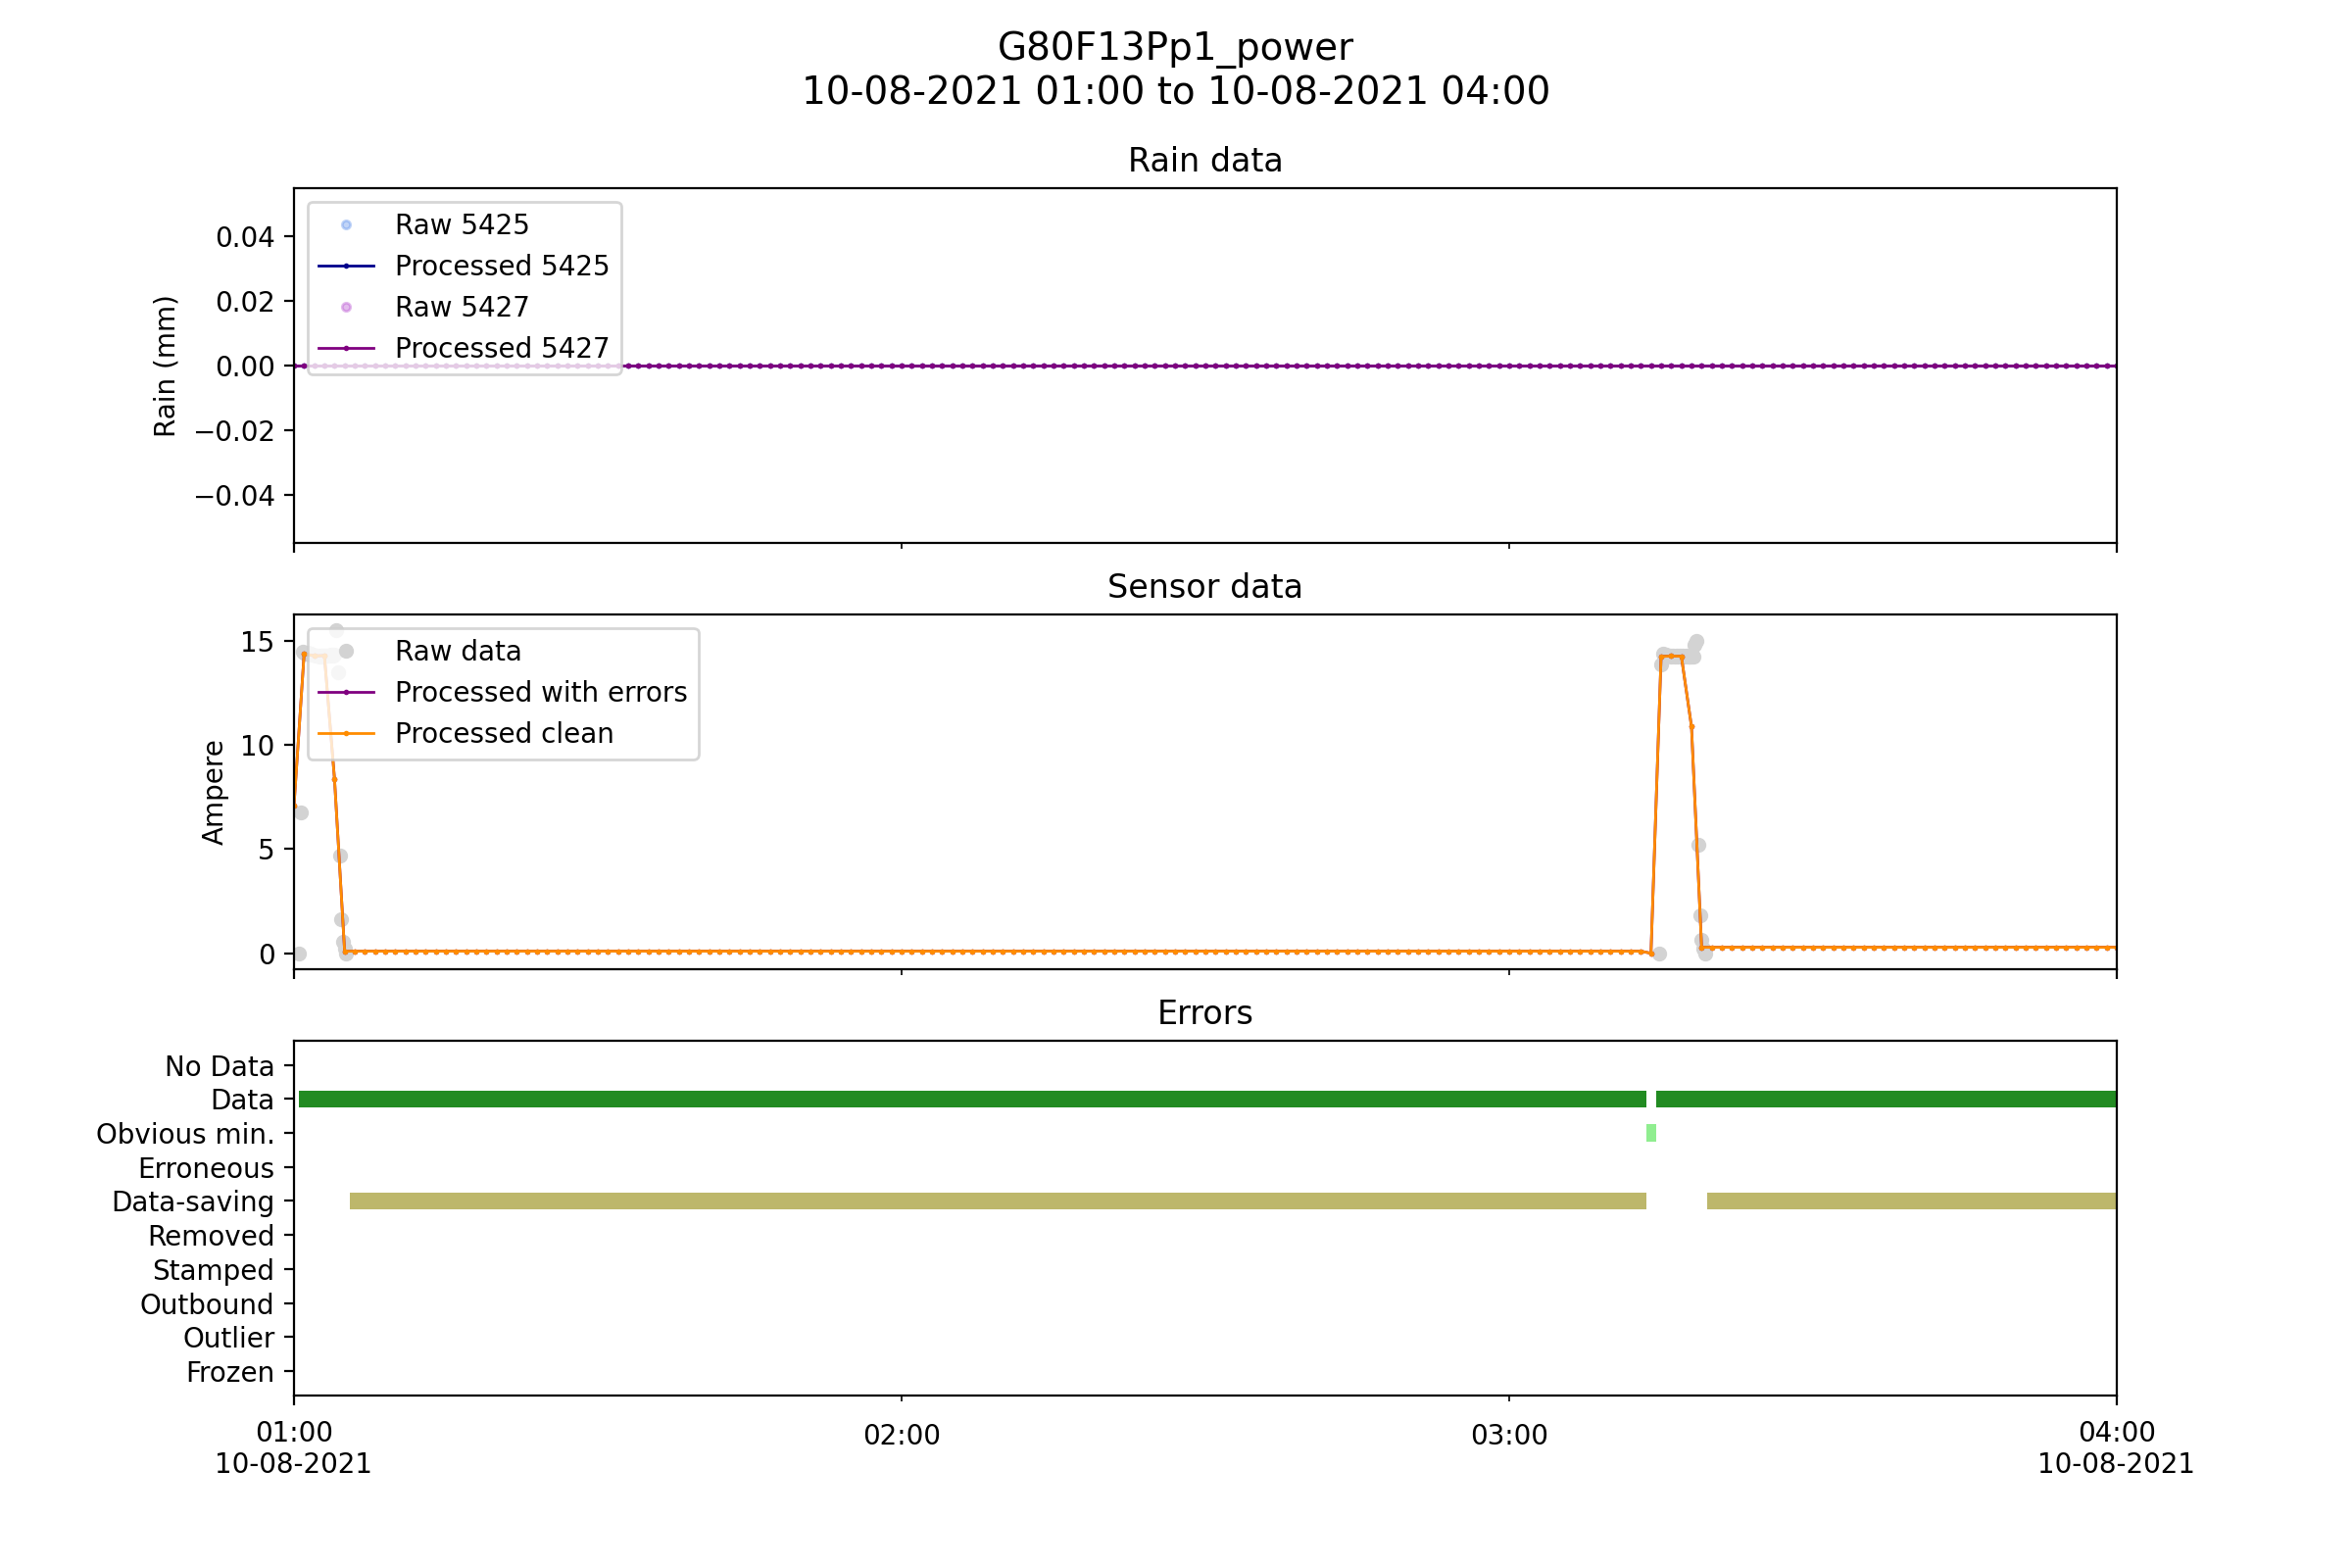 G80F13Pp1_power
10-08-2021 01:00 to 10-08-2021 04:00
Rain data
Rain (mm)
0.04
0.02
0.00
−0.02
−0.04
Raw 5425
Processed 5425
Raw 5427
Processed 5427
Sensor data
Ampere
15
10
5
0
Raw data
Processed with errors
Processed clean
Errors
No Data
Data
Obvious min.
Erroneous
Data-saving
Removed
Stamped
Outbound
Outlier
Frozen
01:00
10-08-2021
02:00
03:00
04:00
10-08-2021